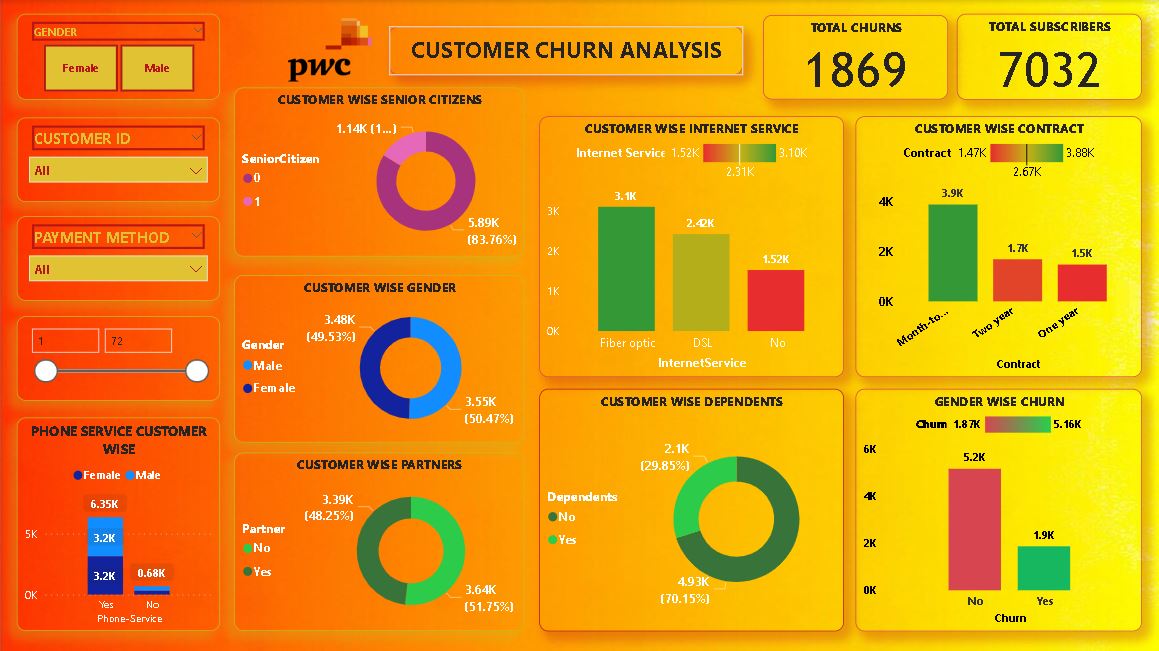 GENDER
Female
Male
CUSTOMER ID
All
PAYMENT METHOD
All
1
72
PHONE SERVICE CUSTOMER
WISE
Female
Male
6.35K
5K
3.2K
3.2K
0.68K
0K
Yes
No
Phone-Service
pwc
CUSTOMER CHURN ANALYSIS
TOTAL CHURNS
1869
TOTAL SUBSCRIBERS
7032
CUSTOMER WISE SENIOR CITIZENS
1.14K (1...)
SeniorCitizen
0
1
5.89K
(83.76%)
CUSTOMER WISE GENDER
3.48K
(49.53%)
Gender
Male
Female
3.55K
(50.47%)
CUSTOMER WISE PARTNERS
3.39K
(48.25%)
Partner
No
Yes
3.64K
(51.75%)
CUSTOMER WISE INTERNET SERVICE
Internet Service 1.52K 3.10K
2.31K
3K
2K
1K
0K
3.1K
2.42K
1.52K
Fiber optic
DSL
No
InternetService
CUSTOMER WISE CONTRACT
Contract 1.47K 3.88K
2.67K
4K
2K
0K
3.9K
1.7K
1.5K
Month-to...
Two year
One year
Contract
CUSTOMER WISE DEPENDENTS
2.1K
(29.85%)
Dependents
No
Yes
4.93K
(70.15%)
GENDER WISE CHURN
Churn 1.87K 5.16K
6K
4K
2K
0K
5.2K
1.9K
No
Yes
Churn